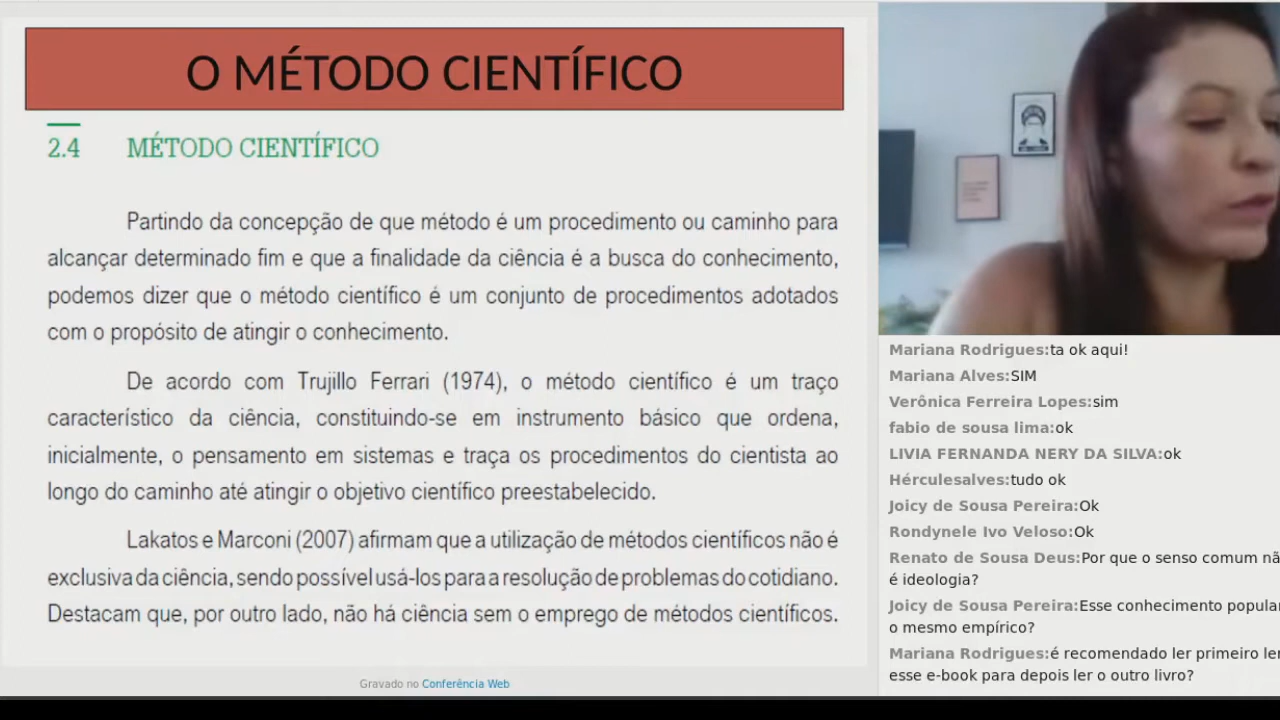 O MÉTODO CIENTÍFICO
2.4 MÉTODO CIENTÍFICO
Partindo da concepção de que método é um procedimento ou caminho para
alcançar determinado fim e que a finalidade da ciência é a busca do conhecimento,
podemos dizer que o método científico é um conjunto de procedimentos adotados
com o propósito de atingir o conhecimento.
De acordo com Trujillo Ferrari (1974), o método científico é um traço
característico da ciência, constituindo-se em instrumento básico que ordena,
inicialmente, o pensamento em sistemas e traça os procedimentos do cientista ao
longo do caminho até atingir o objetivo científico preestabelecido.
Lakatos e Marconi (2007) afirmam que a utilização de métodos científicos não é
exclusiva da ciência, sendo possível usá-los para a resolução de problemas do cotidiano.
Destacam que, por outro lado, não há ciência sem o emprego de métodos científicos.
Gravado no Conferência Web
Mariana Rodrigues:ta ok aqui!
Mariana Alves:SIM
Verônica Ferreira Lopes:sim
fabio de sousa lima:ok
LIVIA FERNANDA NERY DA SILVA:ok
Hérculesalves:tudo ok
Joicy de Sousa Pereira:Ok
Rondynele Ivo Veloso:Ok
Renato de Sousa Deus:Por que o senso comum nã
é ideologia?
Joicy de Sousa Pereira:Esse conhecimento popula
o mesmo empírico?
Mariana Rodrigues:é recomendado ler primeiro le
esse e-book para depois ler o outro livro?